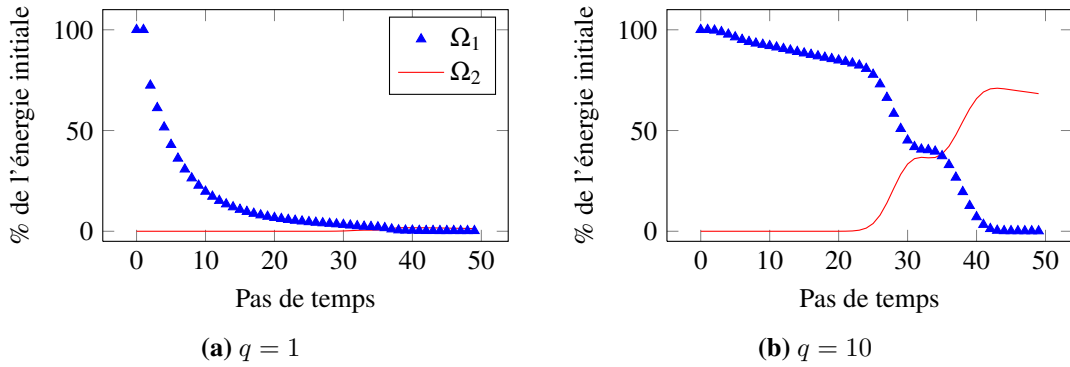 % de l'énergie initiale
100
50
0
0
10
20
30
40
50
Pas de temps
Ω1
Ω2
(a) q = 1
% de l'énergie initiale
100
50
0
0
10
20
30
40
50
Pas de temps
(b) q = 10